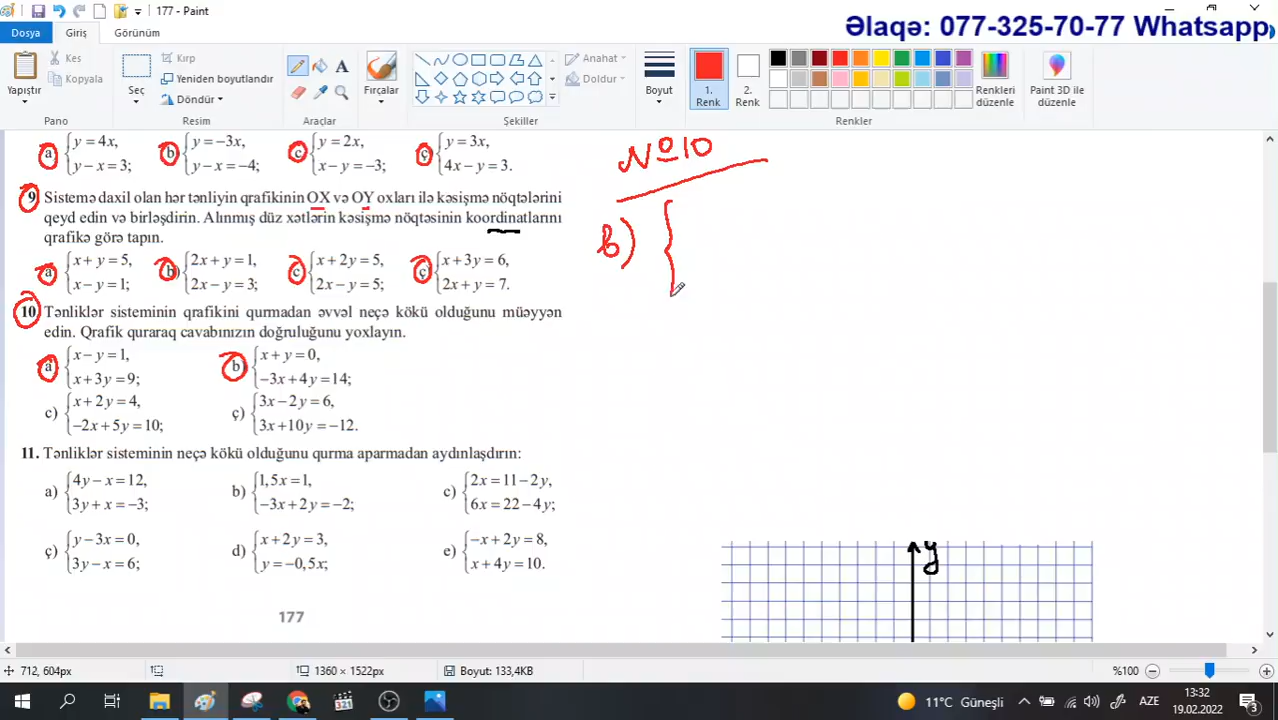 177 - Paint
Əlaqə: 077-325-70-77 Whatsapp
Dosya Giriş Görünüm
Yapıştır
Kes
Kopyala
Pano
Seç
Kırp
Yeniden boyutlandır
Döndür
Resim
A
Araçlar
Fırçalar
Anahat
Doldur
Şekiller
Boyut
1. Renk
2. Renk
Renkleri düzenle
Renkler
Paint 3D ile düzenle
a) {y = 4x, y − x = 3; b) {y = −3x, y − x = −4; c) {y = 2x, x − y = −3; ç) {y = 3x, 4x − y = 3.
9. Sistemə daxil olan hər tənliyin qrafikinin OX və OY oxları ilə kəsişmə nöqtələrini
qeyd edin və birləşdirin. Alınmış düz xətlərin kəsişmə nöqtəsinin koordinatlarını
qrafikə görə tapın.
a) {x + y = 5, x − y = 1; b) {2x + y = 1, 2x − y = 3; c) {x + 2y = 5, 2x − y = 5; ç) {x + 3y = 6, 2x + y = 7.
10. Tənliklər sisteminin qrafikini qurmadan əvvəl neçə kökü olduğunu müəyyən
edin. Qrafik quraraq cavabınızın doğruluğunu yoxlayın.
a) {x − y = 1, x + 3y = 9; b) {x + y = 0, −3x + 4y = 14;
c) {x + 2y = 4, −2x + 5y = 10; ç) {3x − 2y = 6, 3x + 10y = −12.
11. Tənliklər sisteminin neçə kökü olduğunu qurma aparmadan aydınlaşdırın:
a) {4y − x = 12, 3y + x = −3; b) {1,5x = 1, −3x + 2y = −2; c) {2x = 11 − 2y, 6x = 22 − 4y;
ç) {y − 3x = 0, 3y − x = 6; d) {x + 2y = 3, y = −0,5x; e) {−x + 2y = 8, x + 4y = 10.
177
№10
b) {
y
712, 604px
1360 × 1522px
Boyut: 133,4KB
%100
11°C Güneşli
AZE
13:32
19.02.2022
3